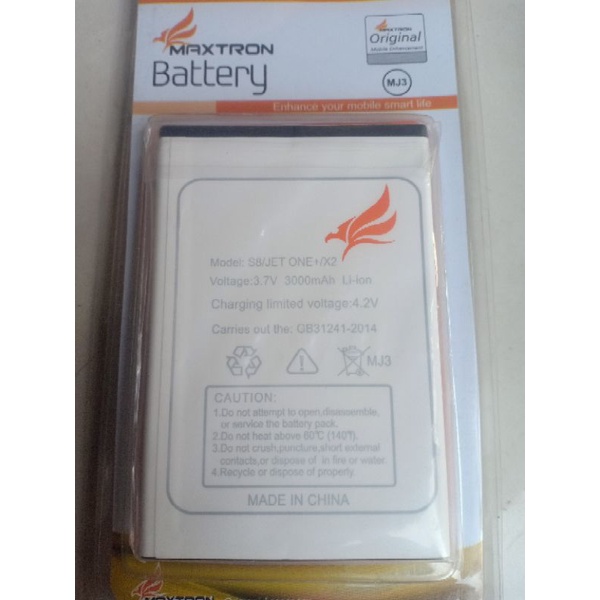 MAXTRON
Battery
MAXTRON
Original
Mobile Enhancement
MJ3
Enhance your mobile smart life
Model: S8/JET ONE+/X2
Voltage:3.7V 3000mAh Li-ion
Charging limited voltage:4.2V
Carries out the: GB31241-2014
MJ3
CAUTION:
1.Do not attempt to open,disassemble,
or service the battery pack.
2.Do not heat above 60℃ (140℉).
3.Do not crush,puncture,short external
contacts,or dispose of in fire or water.
4.Recycle or dispose of properly.
MADE IN CHINA
MAXTRON